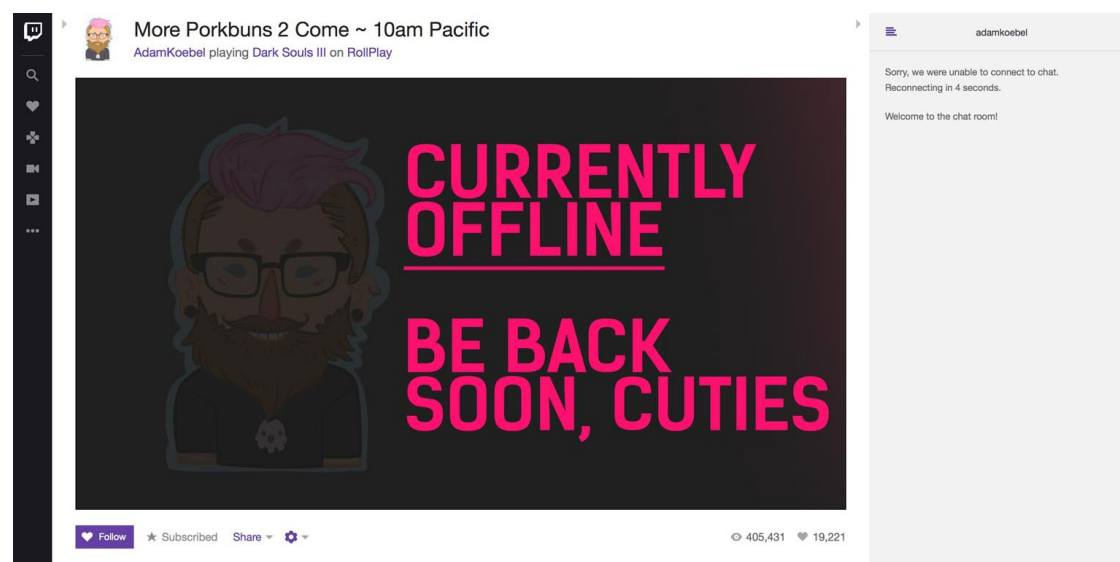 More Porkbuns 2 Come ~ 10am Pacific
AdamKoebel playing Dark Souls III on RollPlay
CURRENTLY
OFFLINE
BE BACK
SOON, CUTIES
Follow
Subscribed
Share
405,431
19,221
adamkoebel
Sorry, we were unable to connect to chat.
Reconnecting in 4 seconds.
Welcome to the chat room!